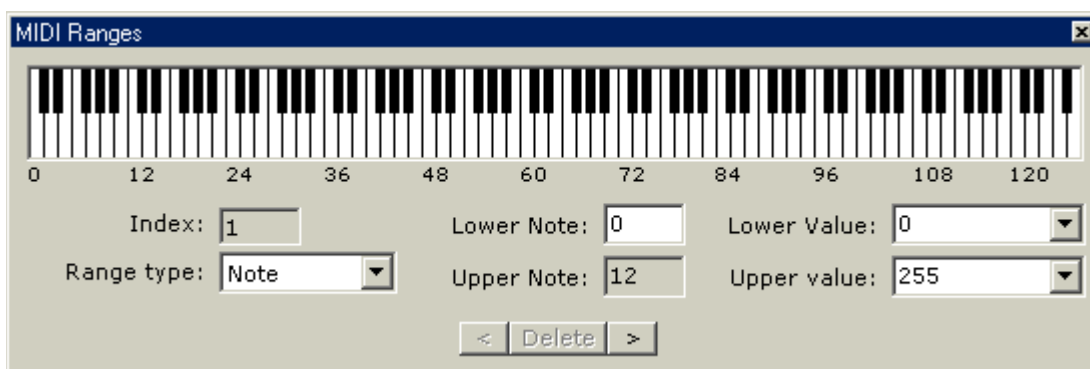 MIDI Ranges
0 12 24 36 48 60 72 84 96 108 120
Index: 1 Lower Note: 0 Lower Value: 0
Range type: Note Upper Note: 12 Upper value: 255
< Delete >